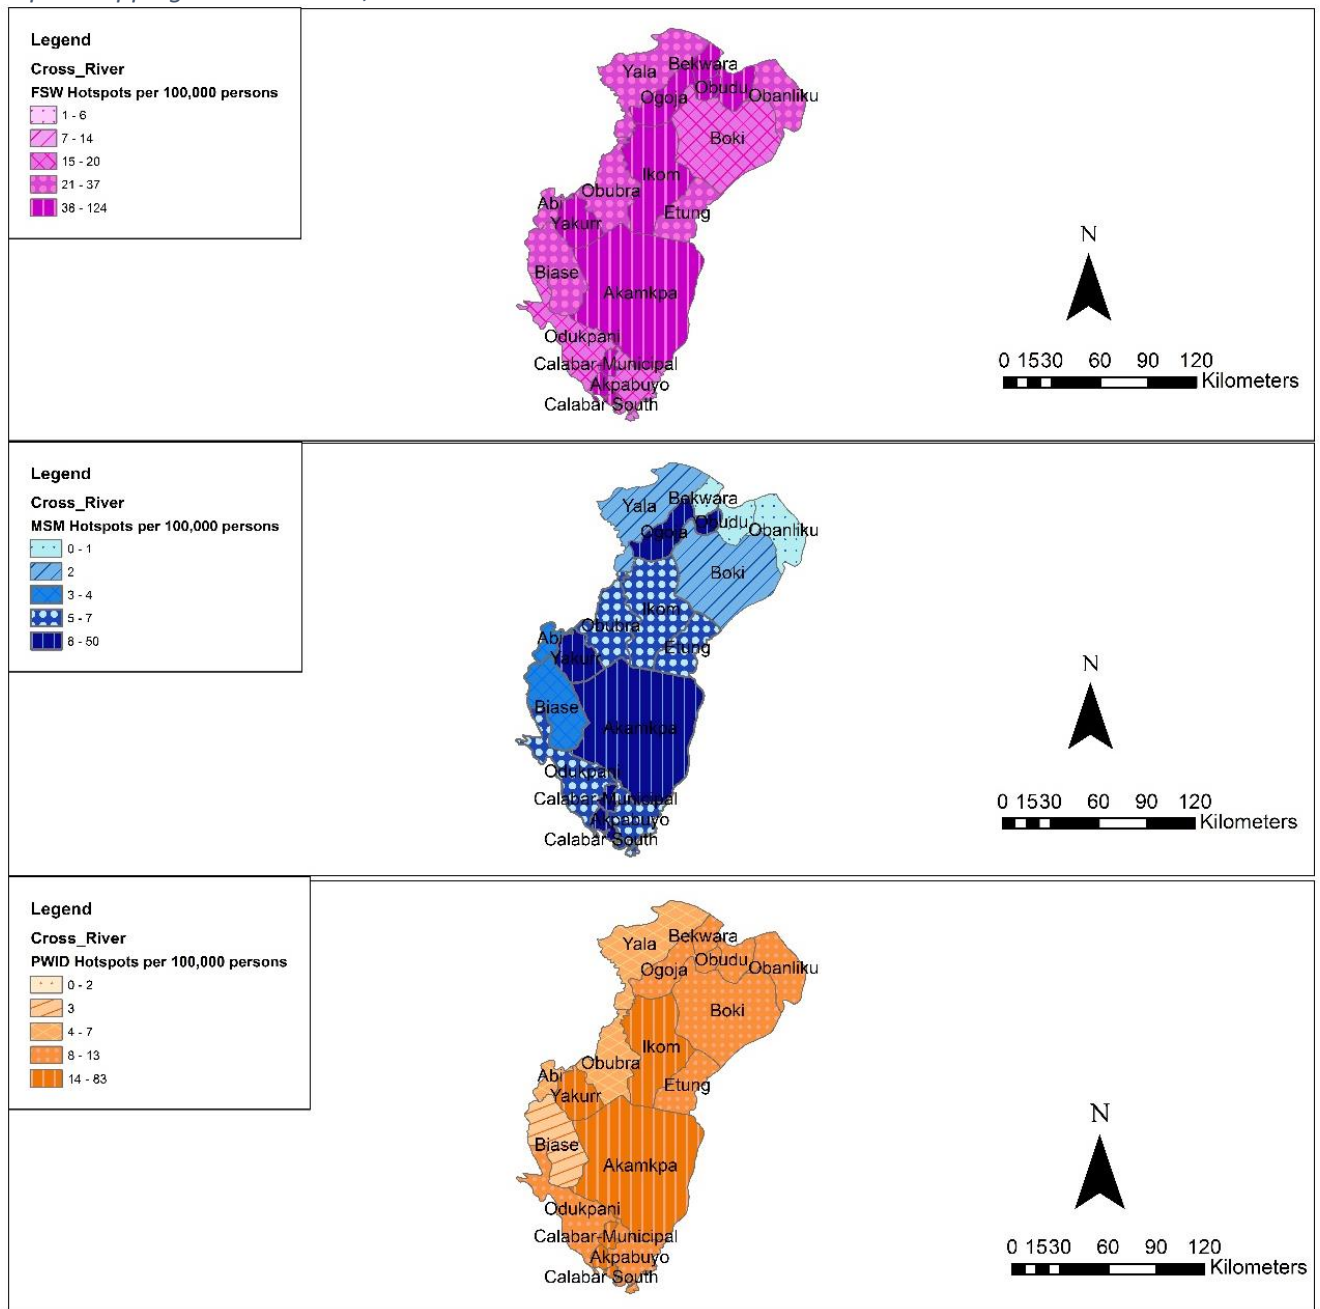 Legend
Cross_River
FSW Hotspots per 100,000 persons
1 - 6
7 - 14
15 - 20
21 - 37
38 - 124
Yala
Bekwara
Obudu
Obanliku
Ogoja
Boki
Ikom
Obubra
Abi
Etung
Yakurr
Biase
Akamkpa
Odukpani
Calabar-Municipal
Akpabuyo
Calabar South
N
0 15 30 60 90 120
Kilometers
Legend
Cross_River
MSM Hotspots per 100,000 persons
0 - 1
2
3 - 4
5 - 7
8 - 50
Yala
Bekwara
Obudu
Obanliku
Ogoja
Boki
Ikom
Obubra
Abi
Etung
Yakurr
Biase
Akamkpa
Odukpani
Calabar-Municipal
Akpabuyo
Calabar South
N
0 15 30 60 90 120
Kilometers
Legend
Cross_River
PWID Hotspots per 100,000 persons
0 - 2
3
4 - 7
8 - 13
14 - 83
Yala
Bekwara
Obudu
Obanliku
Ogoja
Boki
Ikom
Obubra
Abi
Etung
Yakurr
Biase
Akamkpa
Odukpani
Calabar-Municipal
Akpabuyo
Calabar South
N
0 15 30 60 90 120
Kilometers